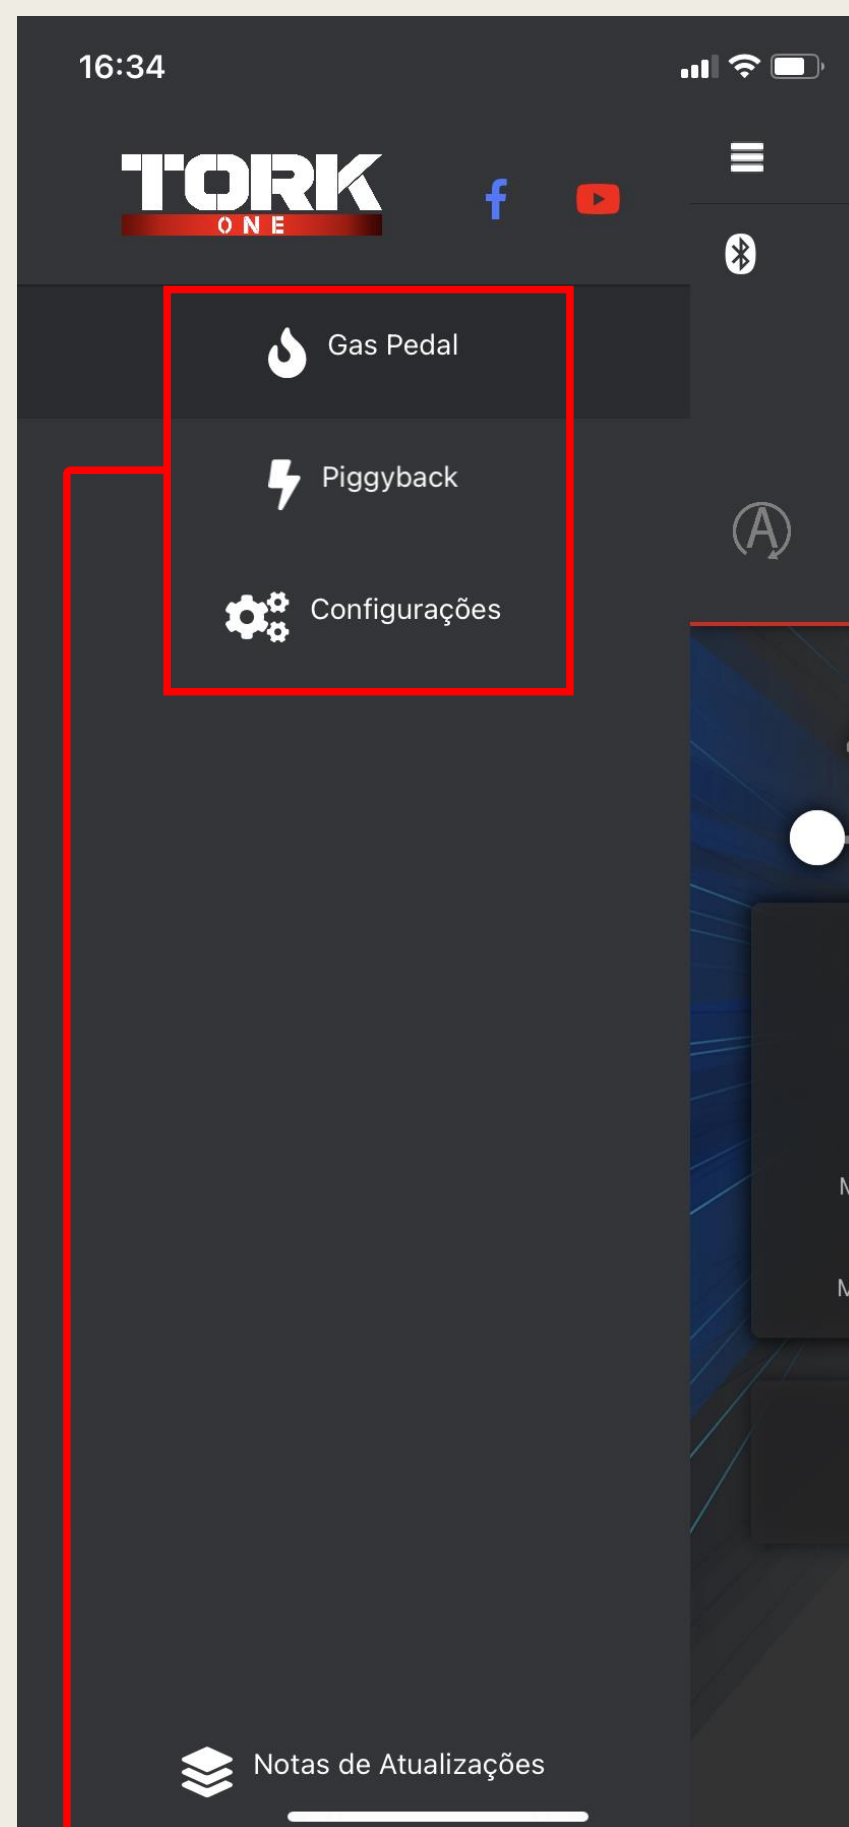 16:34
TORK
ONE
Gas Pedal
Piggyback
A
Configurações
M
M
Notas de Atualizações